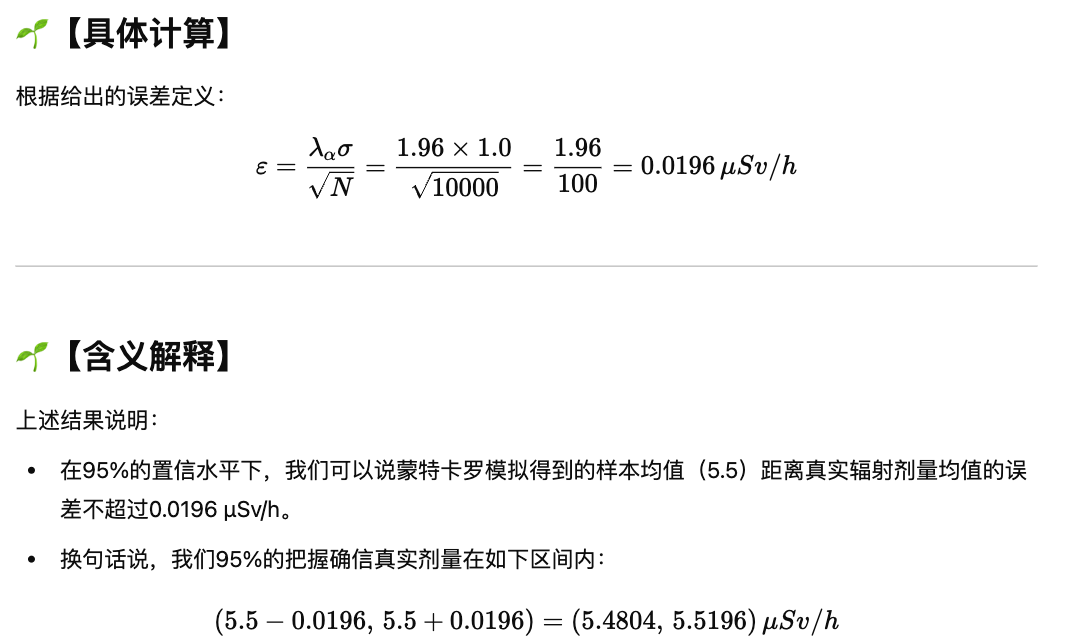 🌱【具体计算】
根据给出的误差定义：
ε = λ_α σ / √N = 1.96 × 1.0 / √10000 = 1.96 / 100 = 0.0196 μSv/h
🌱【含义解释】
上述结果说明：
• 在95%的置信水平下，我们可以说蒙特卡罗模拟得到的样本均值（5.5）距离真实辐射剂量均值的误
差不超过0.0196 μSv/h。
• 换句话说，我们95%的把握确信真实剂量在如下区间内：
(5.5 − 0.0196, 5.5 + 0.0196) = (5.4804, 5.5196) μSv/h